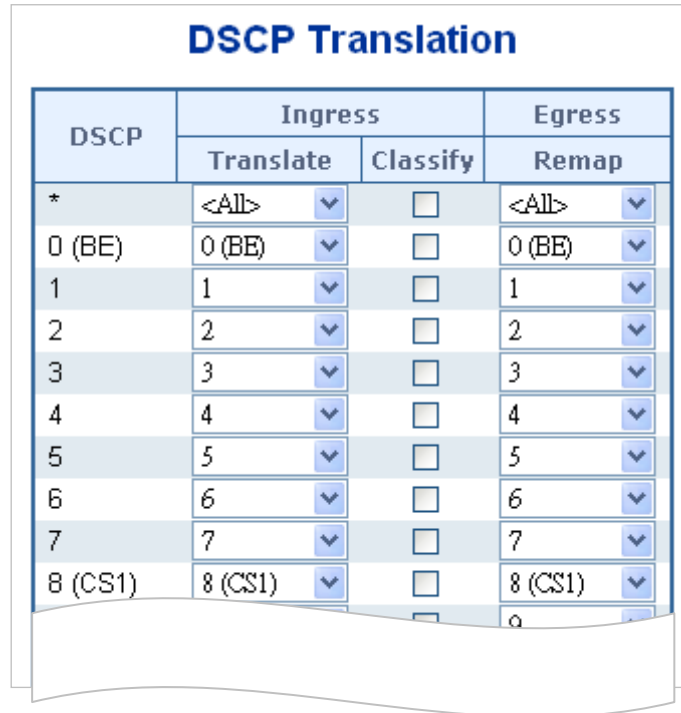 DSCP Translation
DSCP Ingress Egress
Translate Classify Remap
* <All> <All>
0 (BE) 0 (BE) 0 (BE)
1 1 1
2 2 2
3 3 3
4 4 4
5 5 5
6 6 6
7 7 7
8 (CS1) 8 (CS1) 8 (CS1)